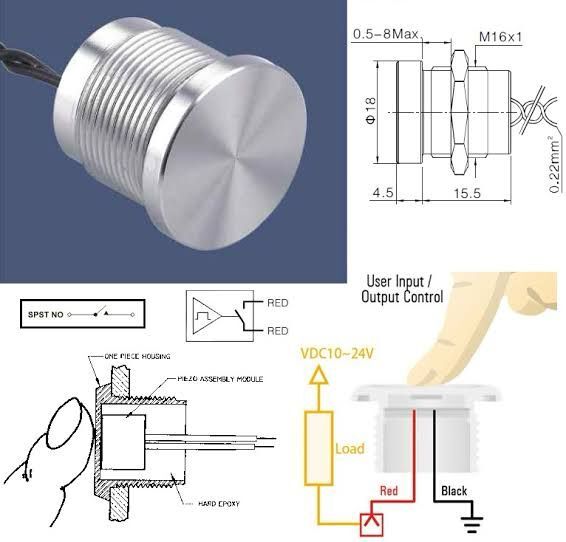 0.5-8Max.
M16x1
Φ18
0.22mm²
4.5
15.5
SPST NO
RED
RED
User Input /
Output Control
VDC10~24V
ONE PIECE HOUSING
PIEZO ASSEMBLY MODULE
Load
Red
Black
HARD EPOXY